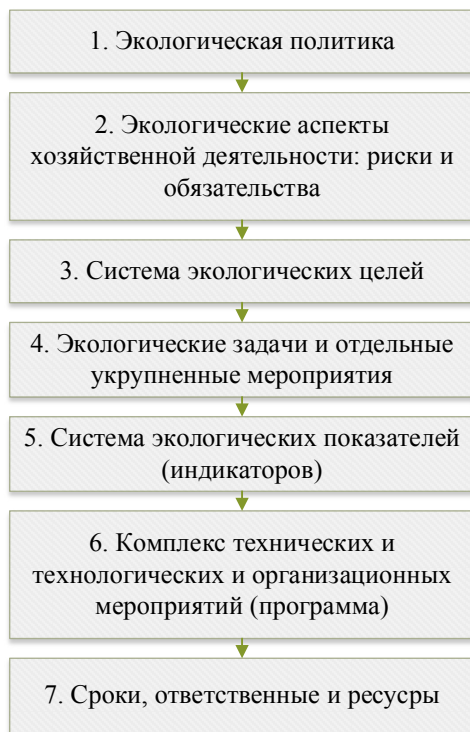 1. Экологическая политика
2. Экологические аспекты
хозяйственной деятельности: риски и
обязательства
3. Система экологических целей
4. Экологические задачи и отдельные
укрупненные мероприятия
5. Система экологических показателей
(индикаторов)
6. Комплекс технических и
технологических и организационных
мероприятий (программа)
7. Сроки, ответственные и ресусры